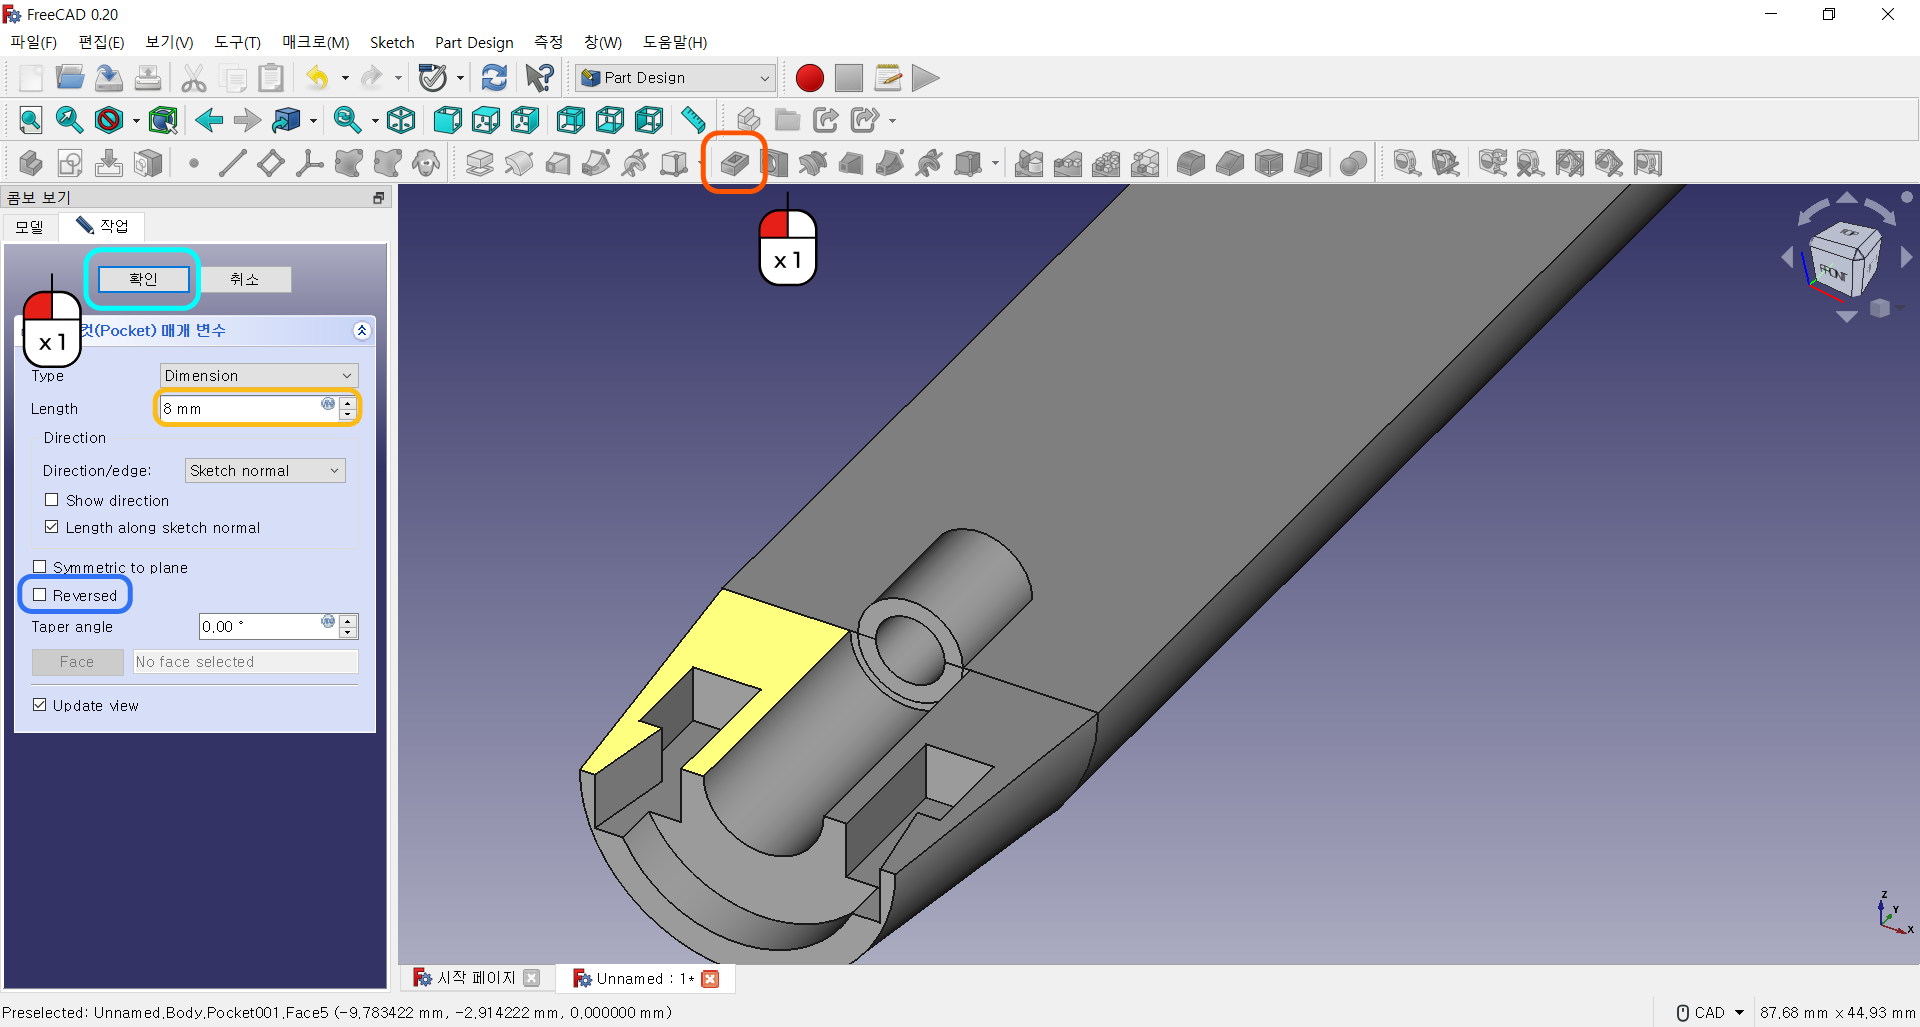 FreeCAD 0.20
파일(F) 편집(E) 보기(V) 도구(T) 매크로(M) Sketch Part Design 측정 창(W) 도움말(H)
Part Design
콤보 보기
모델 작업
확인 취소
x 1
x 1
컷(Pocket) 매개 변수
Type Dimension
Length 8 mm
Direction
Direction/edge: Sketch normal
Show direction
Length along sketch normal
Symmetric to plane
Reversed
Taper angle 0.00 °
Face No face selected
Update view
TOP
FRONT
Z
Y
X
시작 페이지 Unnamed : 1*
Preselected: Unnamed.Body.Pocket001.Face5 (-9.783422 mm, -2.914222 mm, 0.000000 mm) CAD 87.68 mm x 44.93 mm